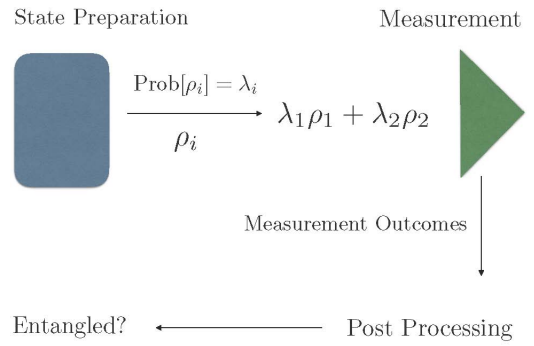 State Preparation
Measurement
Prob[ρᵢ] = λᵢ
ρᵢ
λ₁ρ₁ + λ₂ρ₂
Measurement Outcomes
Entangled?
Post Processing